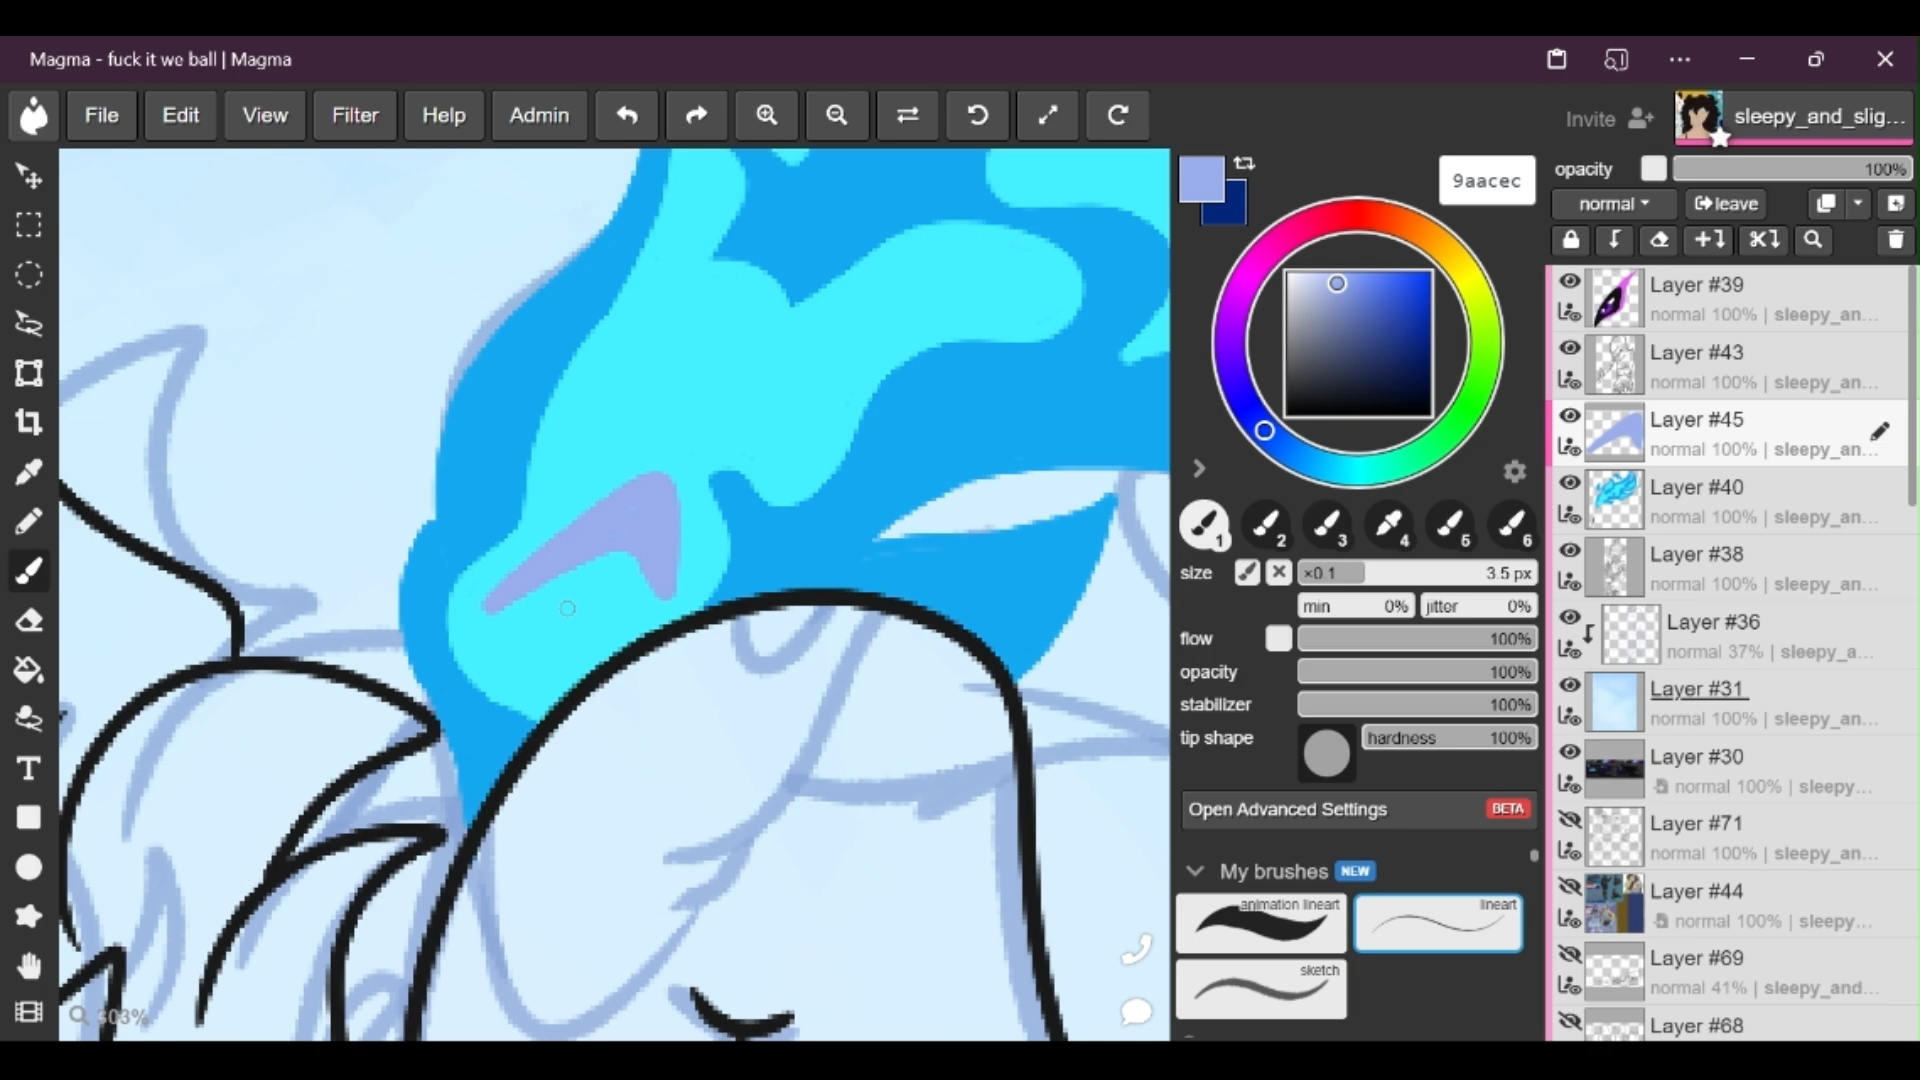 Magma - fuck it we ball | Magma
File Edit View Filter Help Admin
Invite sleepy_and_slig...
9aacec
opacity 100%
normal leave
1 2 3 4 5 6
size ×0.1 3.5 px
min 0% jitter 0%
flow 100%
opacity 100%
stabilizer 100%
tip shape hardness 100%
Open Advanced Settings BETA
My brushes NEW
animation lineart
lineart
sketch
Layer #39
normal 100% | sleepy_an...
Layer #43
normal 100% | sleepy_an...
Layer #45
normal 100% | sleepy_an...
Layer #40
normal 100% | sleepy_an...
Layer #38
normal 100% | sleepy_an...
Layer #36
normal 37% | sleepy_a...
Layer #31
normal 100% | sleepy_an...
Layer #30
normal 100% | sleepy...
Layer #71
normal 100% | sleepy_an...
Layer #44
normal 100% | sleepy...
Layer #69
normal 41% | sleepy_and...
Layer #68
T